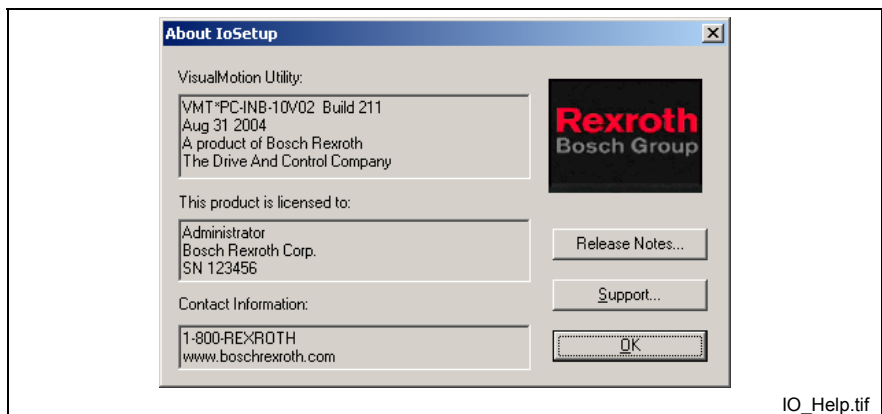 About IoSetup
VisualMotion Utility:
VMT*PC-INB-10V02 Build 211
Aug 31 2004
A product of Bosch Rexroth
The Drive And Control Company
Rexroth
Bosch Group
This product is licensed to:
Administrator
Bosch Rexroth Corp.
SN 123456
Release Notes...
Support...
Contact Information:
1-800-REXROTH
www.boschrexroth.com
OK
IO_Help.tif